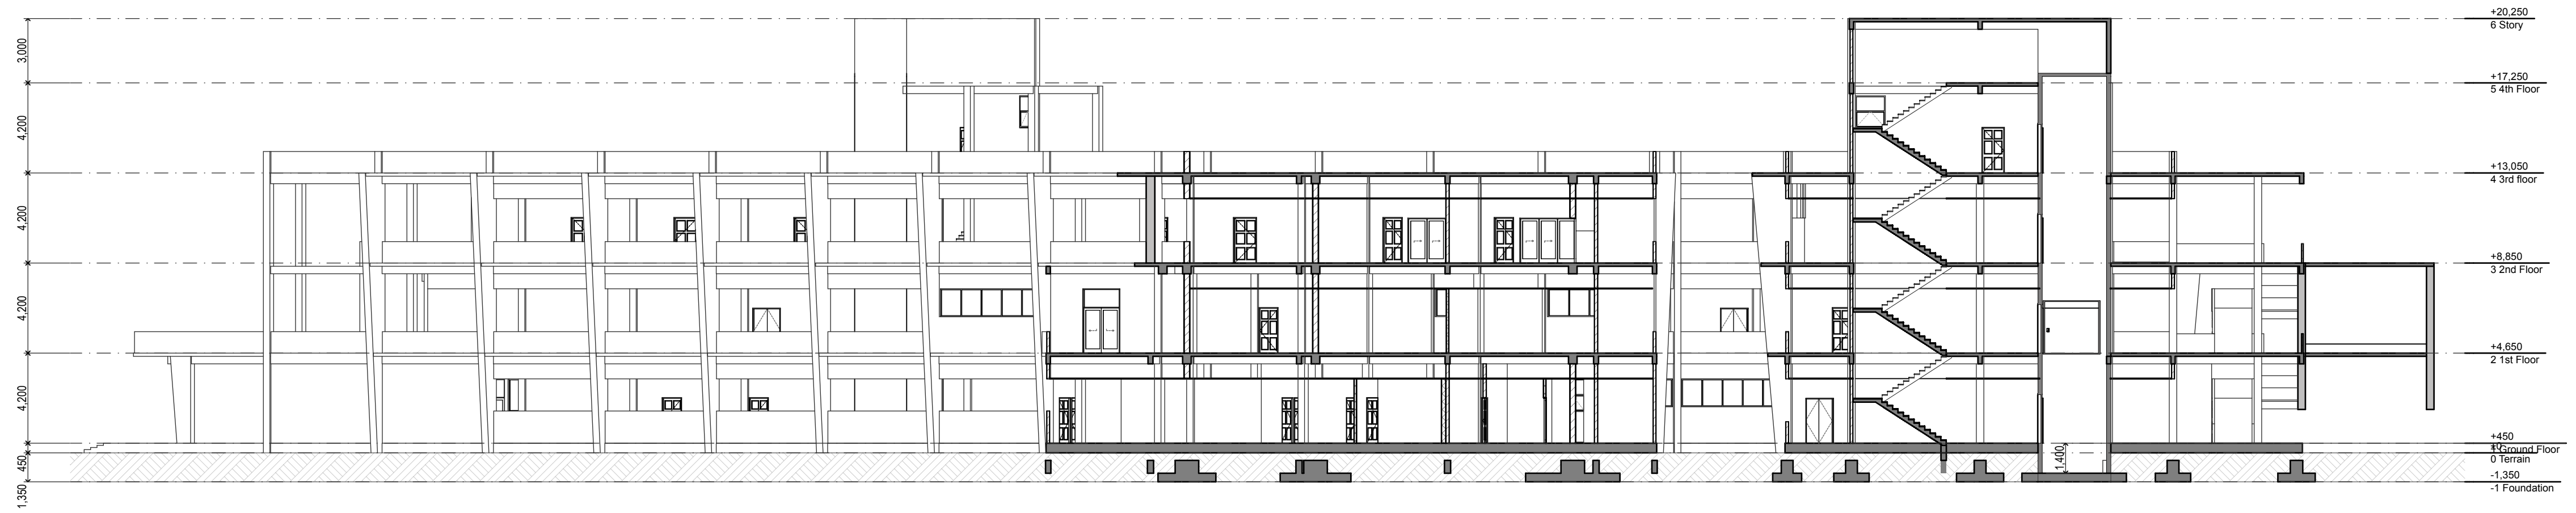 +20,250
6 Story
3,000
+17,250
5 4th Floor
4,200
+13,050
4 3rd floor
4,200
+8,850
3 2nd Floor
4,200
+4,650
2 1st Floor
4,200
+450
1 Ground Floor
0 Terrain
450
1,400
-1,350
-1 Foundation
1,350